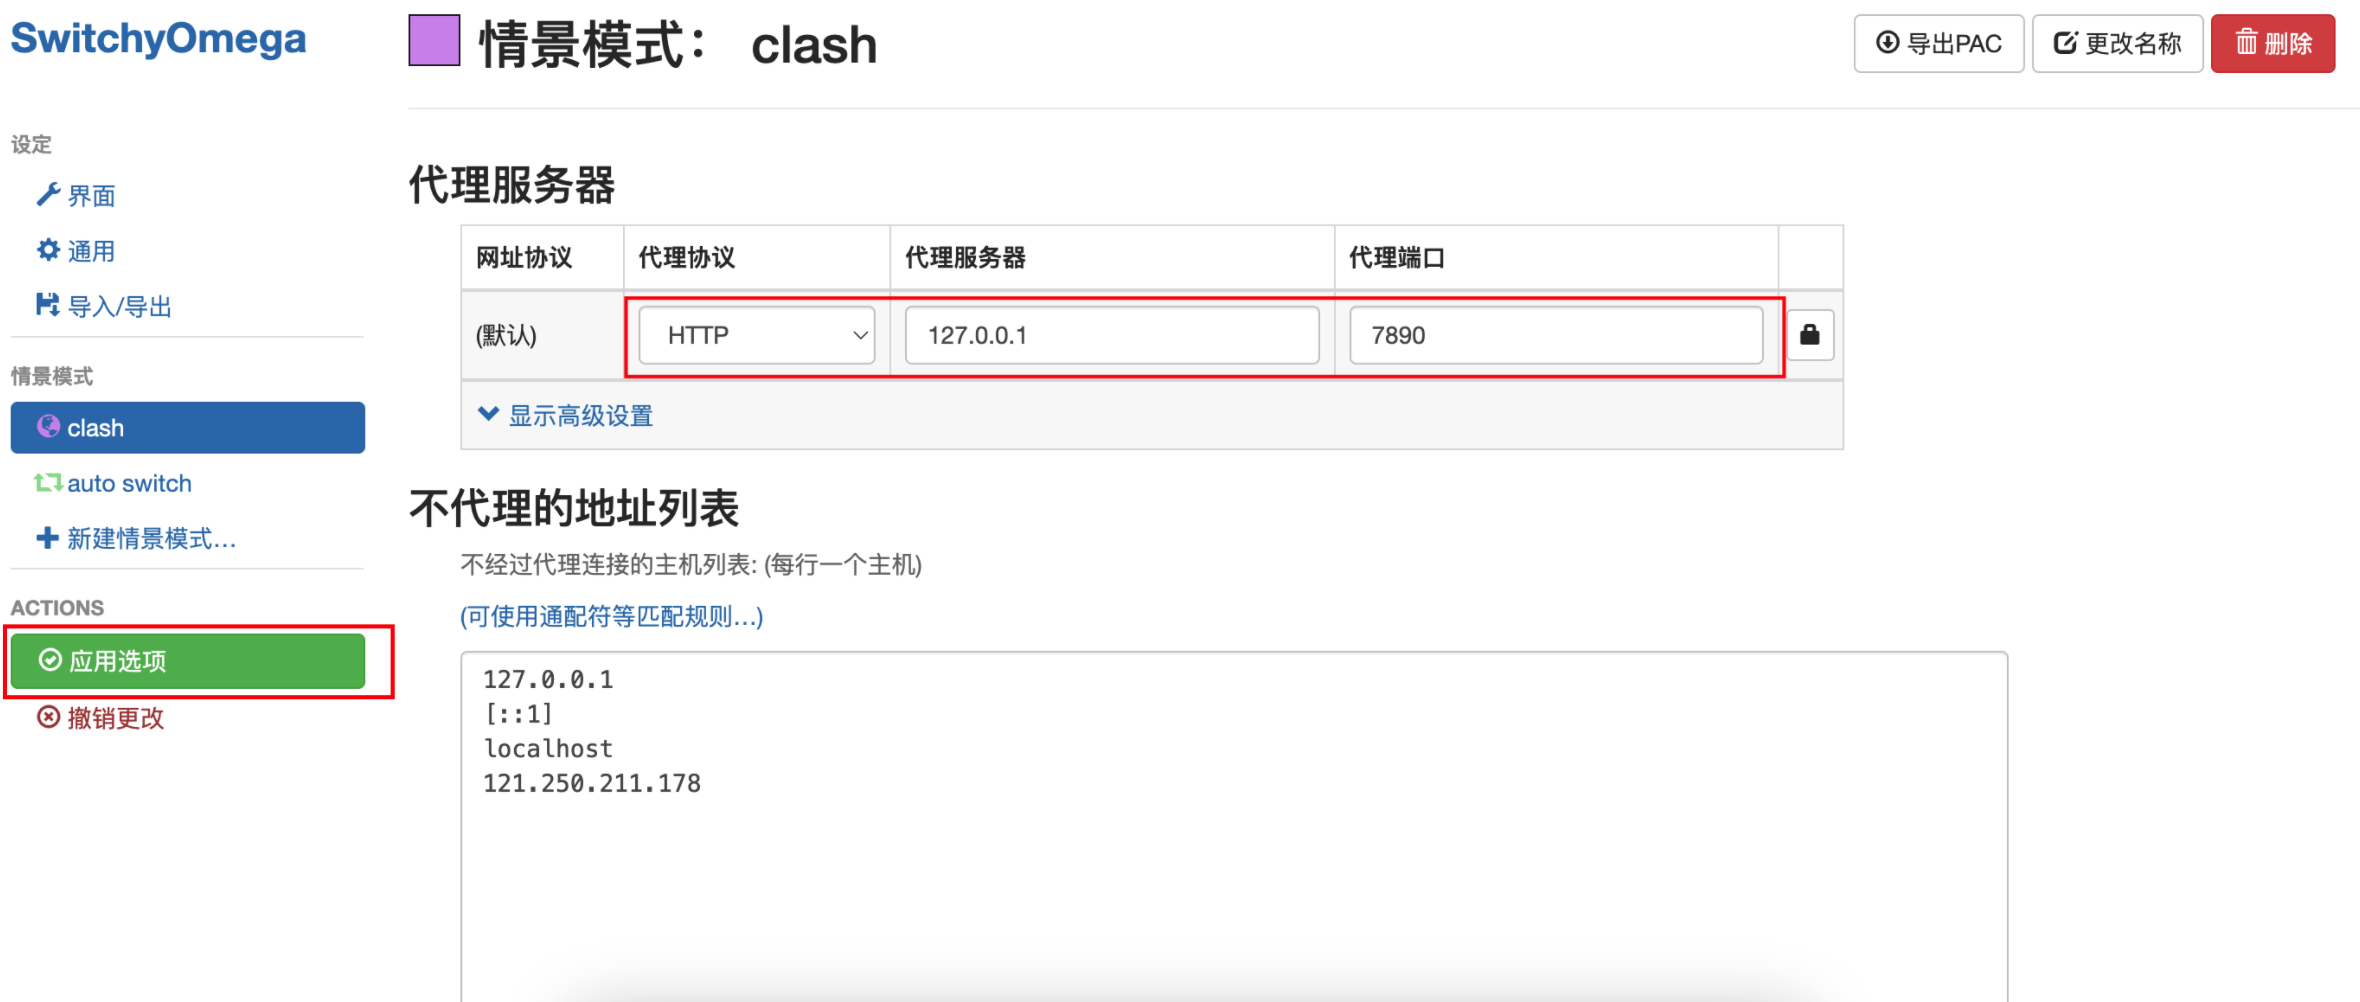 SwitchyOmega
设定
界面
通用
导入/导出
情景模式
clash
auto switch
新建情景模式...
ACTIONS
应用选项
撤销更改
情景模式： clash
导出PAC
更改名称
删除
代理服务器
网址协议 代理协议 代理服务器 代理端口
(默认) HTTP 127.0.0.1 7890
显示高级设置
不代理的地址列表
不经过代理连接的主机列表: (每行一个主机)
(可使用通配符等匹配规则...)
127.0.0.1
[::1]
localhost
121.250.211.178